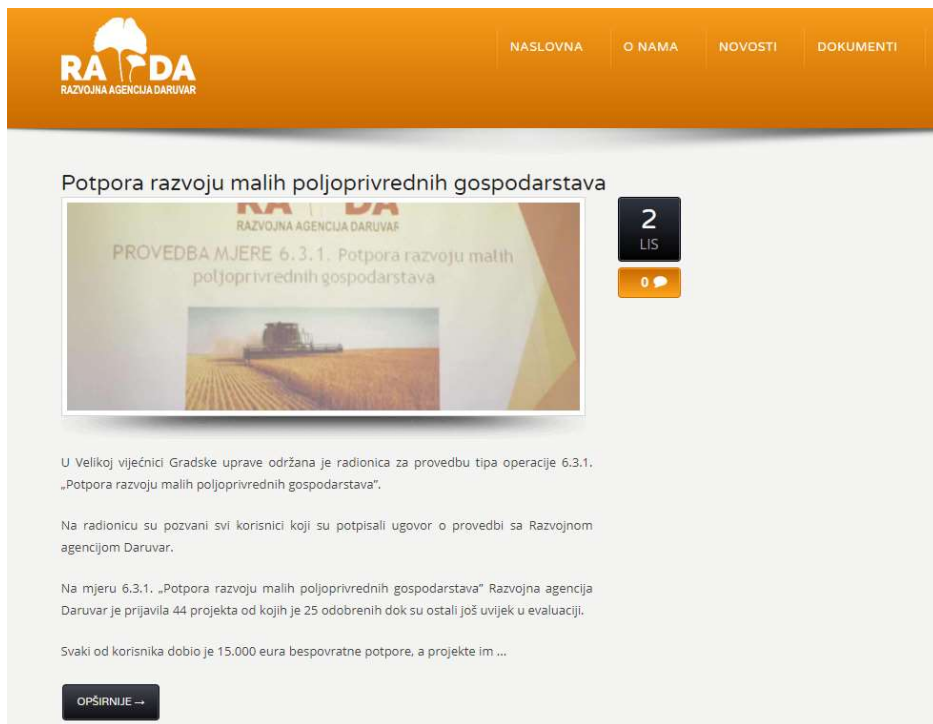 RA DA
RAZVOJNA AGENCIJA DARUVAR
NASLOVNA
O NAMA
NOVOSTI
DOKUMENTI
Potpora razvoju malih poljoprivrednih gospodarstava
RA DA
RAZVOJNA AGENCIJA DARUVAR
PROVEDBA MJERE 6.3.1. Potpora razvoju malih
poljoprivrednih gospodarstava
2
LIS
0
U Velikoj vijećnici Gradske uprave održana je radionica za provedbu tipa operacije 6.3.1.
„Potpora razvoju malih poljoprivrednih gospodarstava”.
Na radionicu su pozvani svi korisnici koji su potpisali ugovor o provedbi sa Razvojnom
agencijom Daruvar.
Na mjeru 6.3.1. „Potpora razvoju malih poljoprivrednih gospodarstava” Razvojna agencija
Daruvar je prijavila 44 projekta od kojih je 25 odobrenih dok su ostali još uvijek u evaluaciji.
Svaki od korisnika dobio je 15.000 eura bespovratne potpore, a projekte im ...
OPŠIRNIJE →